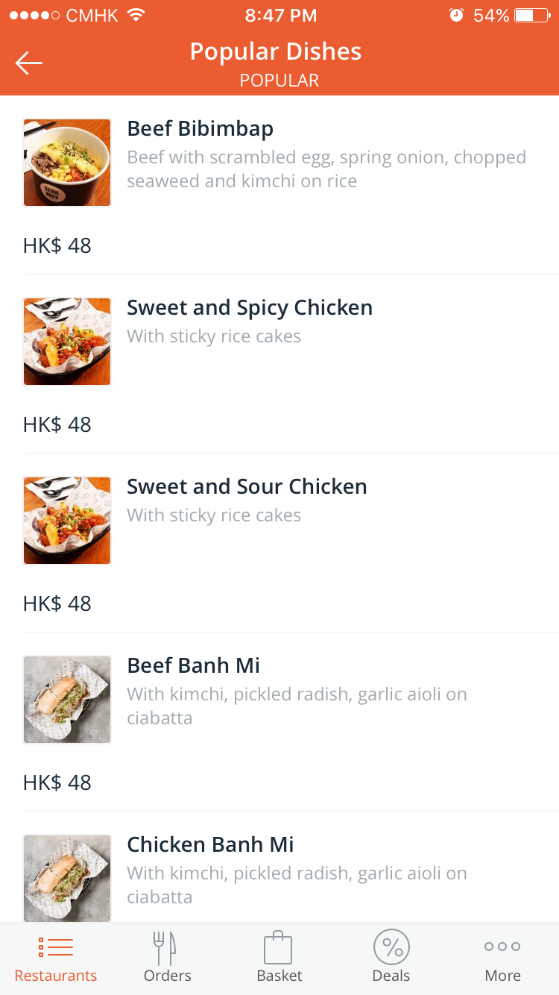 CMHK 8:47 PM 54%
Popular Dishes
POPULAR
Beef Bibimbap
Beef with scrambled egg, spring onion, chopped
seaweed and kimchi on rice
HK$ 48
Sweet and Spicy Chicken
With sticky rice cakes
HK$ 48
Sweet and Sour Chicken
With sticky rice cakes
HK$ 48
Beef Banh Mi
With kimchi, pickled radish, garlic aioli on
ciabatta
HK$ 48
Chicken Banh Mi
With kimchi, pickled radish, garlic aioli on
ciabatta
Restaurants Orders Basket Deals More